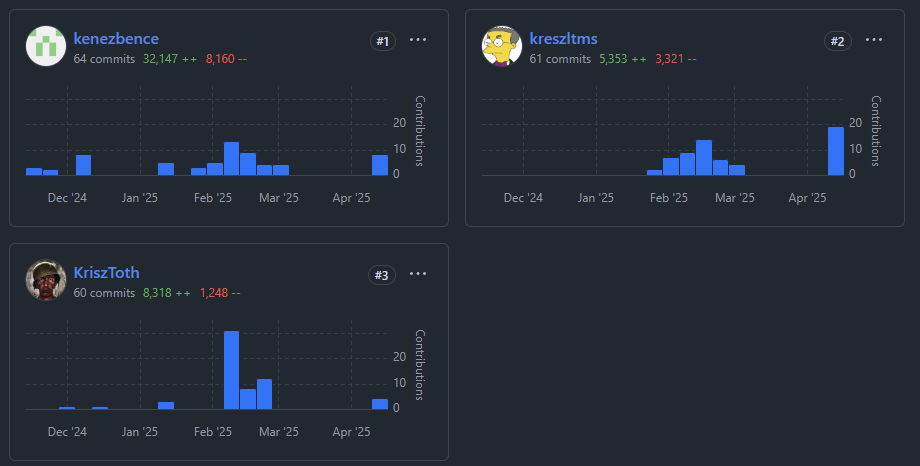 kenezbence
#1
64 commits 32,147 ++ 8,160 --
Contributions
20
10
0
Dec '24 Jan '25 Feb '25 Mar '25 Apr '25
kreszltms
#2
61 commits 5,353 ++ 3,321 --
Contributions
20
10
0
Dec '24 Jan '25 Feb '25 Mar '25 Apr '25
KriszToth
#3
60 commits 8,318 ++ 1,248 --
Contributions
20
10
0
Dec '24 Jan '25 Feb '25 Mar '25 Apr '25